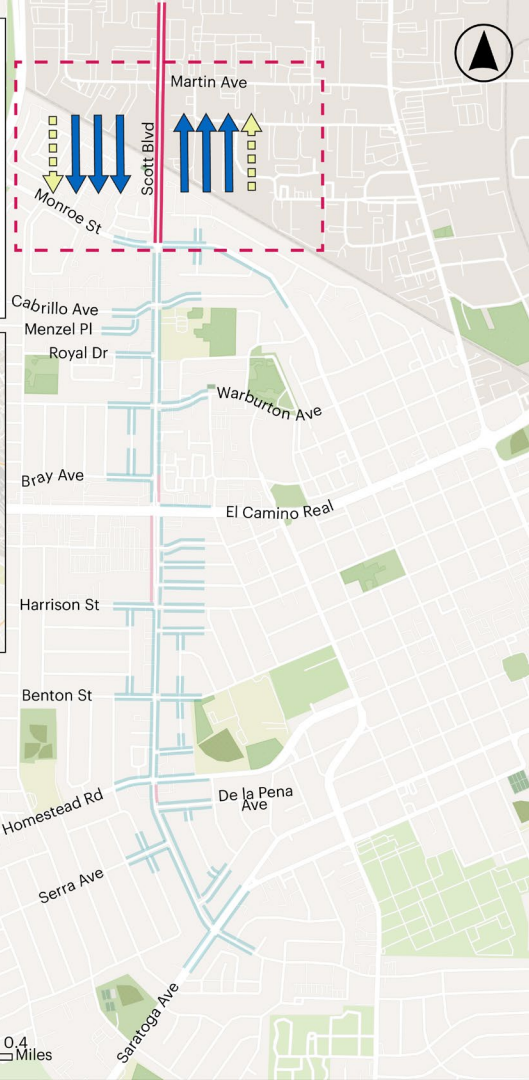 Martin Ave
Scott Blvd
Monroe St
Cabrillo Ave
Menzel Pl
Royal Dr
Warburton Ave
Bray Ave
El Camino Real
Harrison St
Benton St
De la Pena
Ave
Homestead Rd
Serra Ave
Saratoga Ave
0.4
Miles